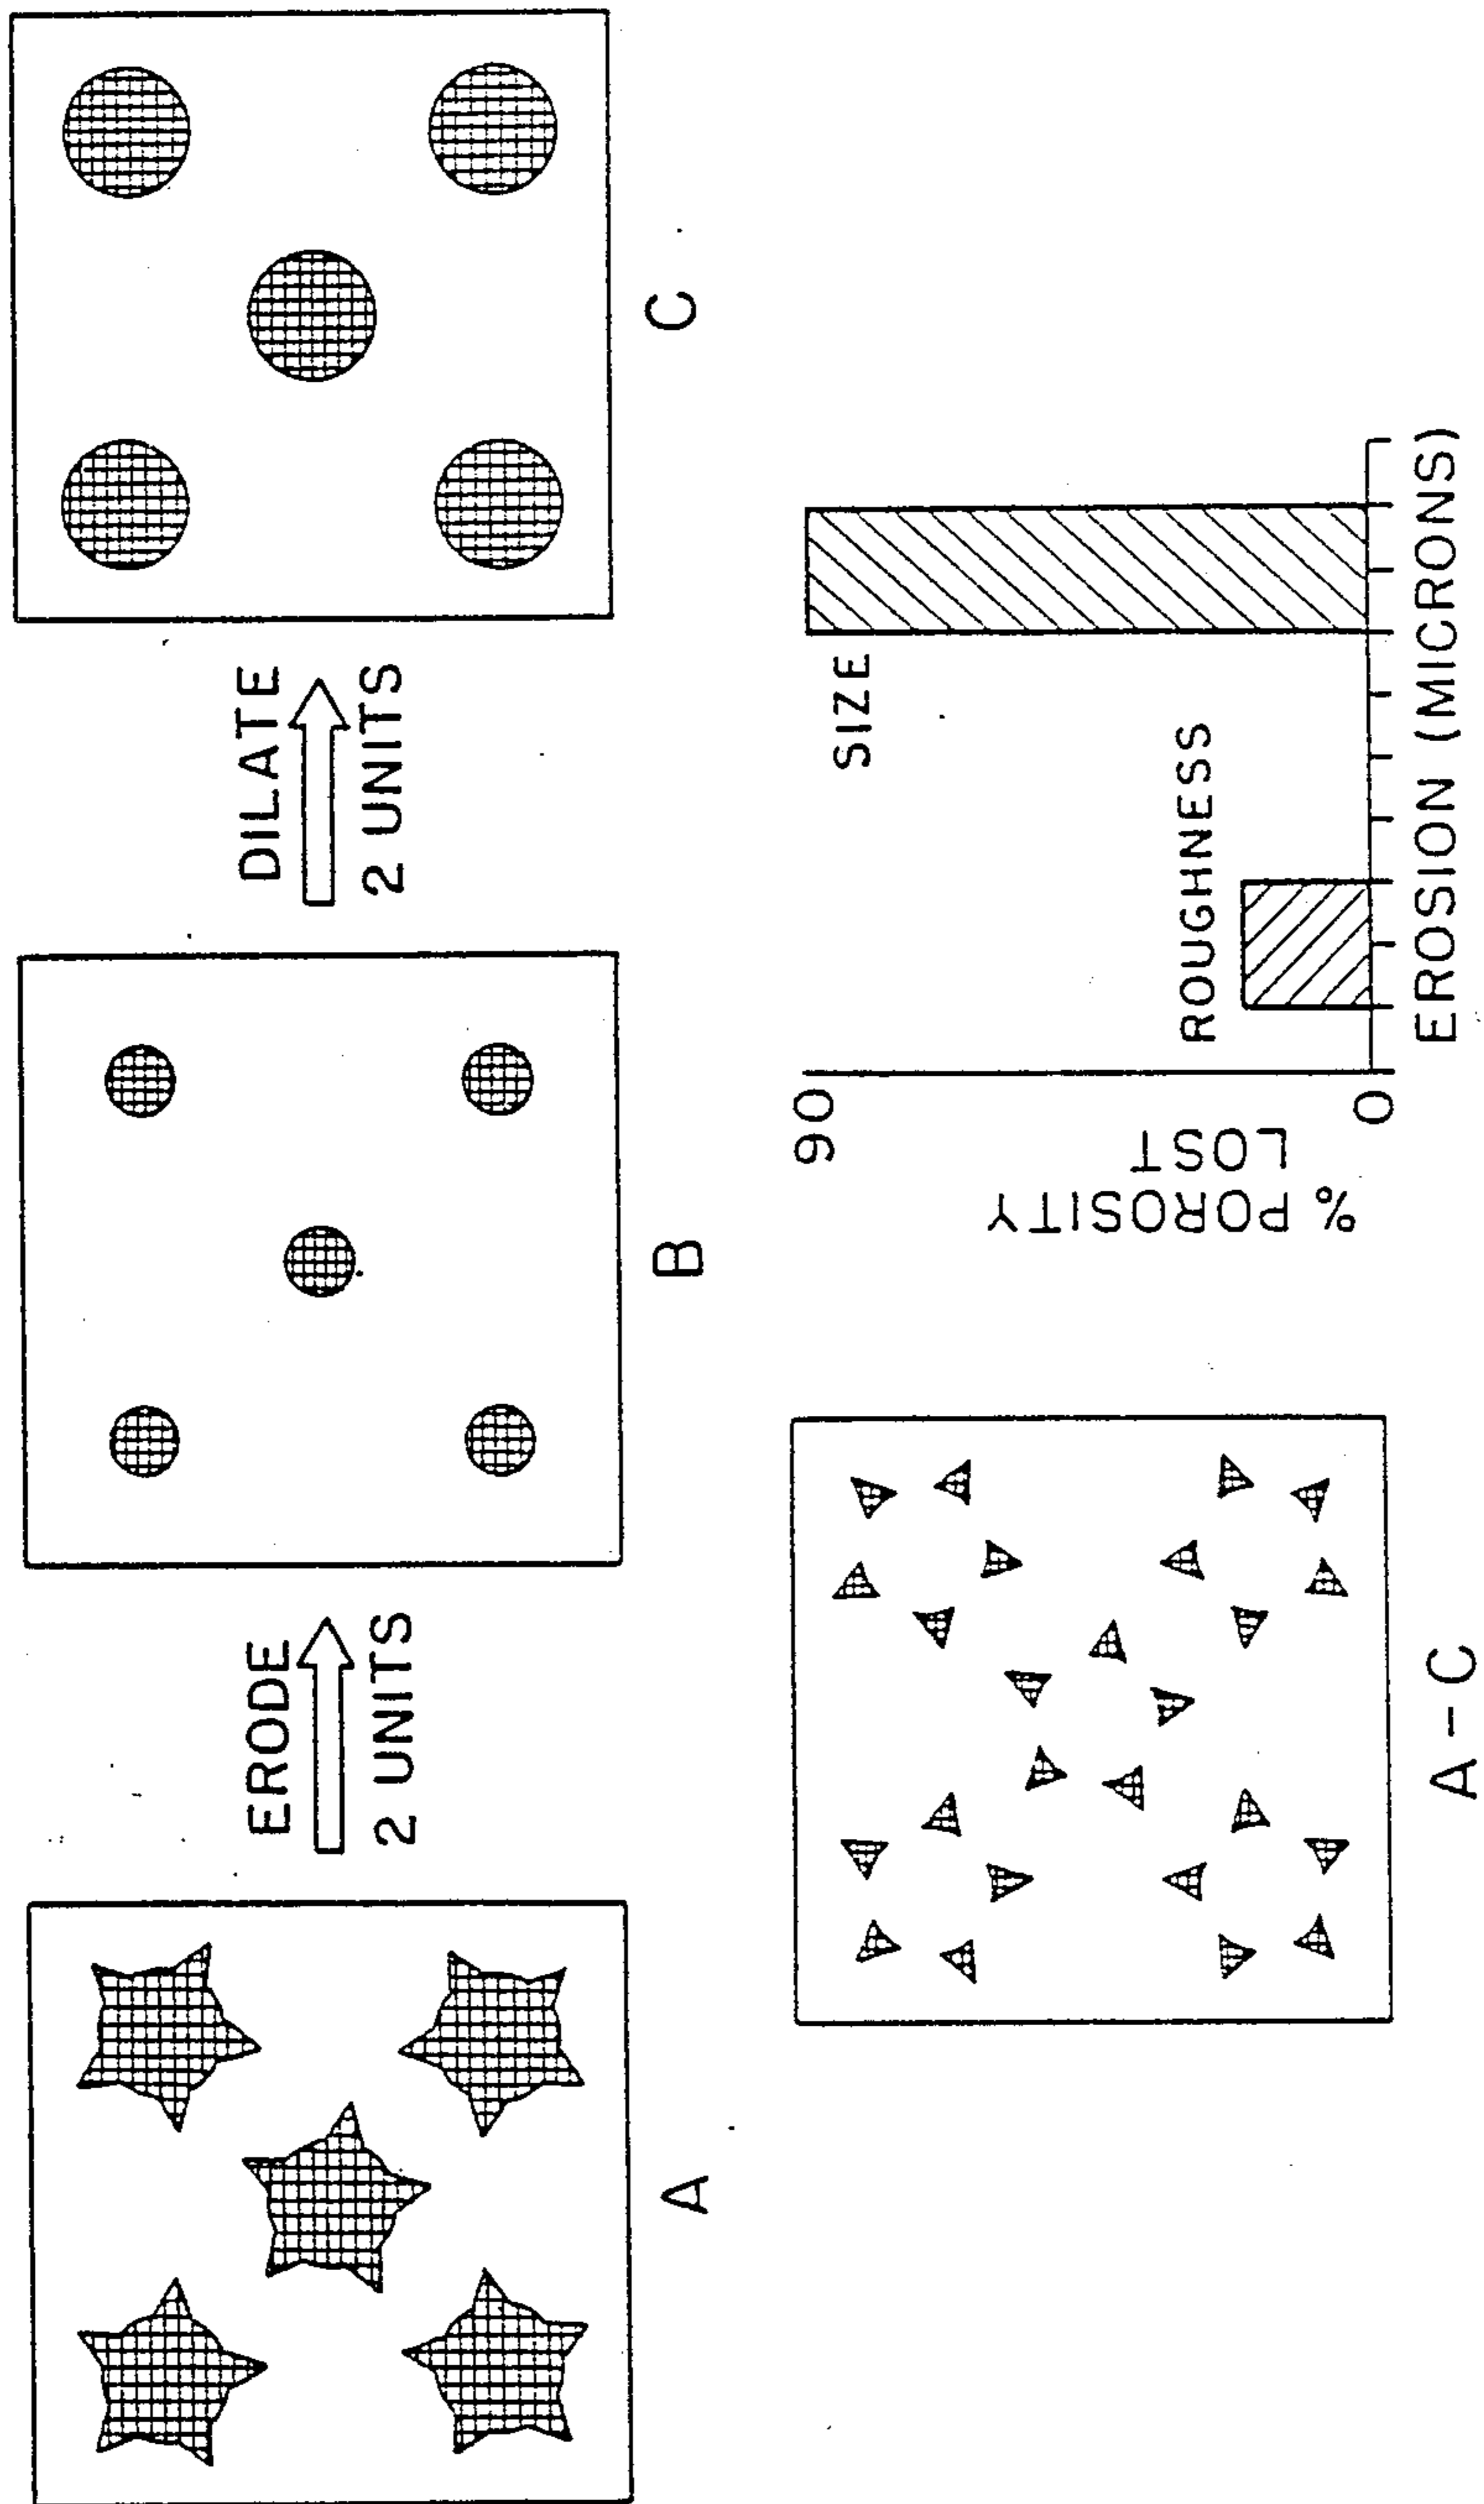 ERODE
2 UNITS
DILATE
2 UNITS
A
B
C
A-C
90
% POROSITY
LOST
0
ROUGHNESS
SIZE
EROSION (MICRONS)